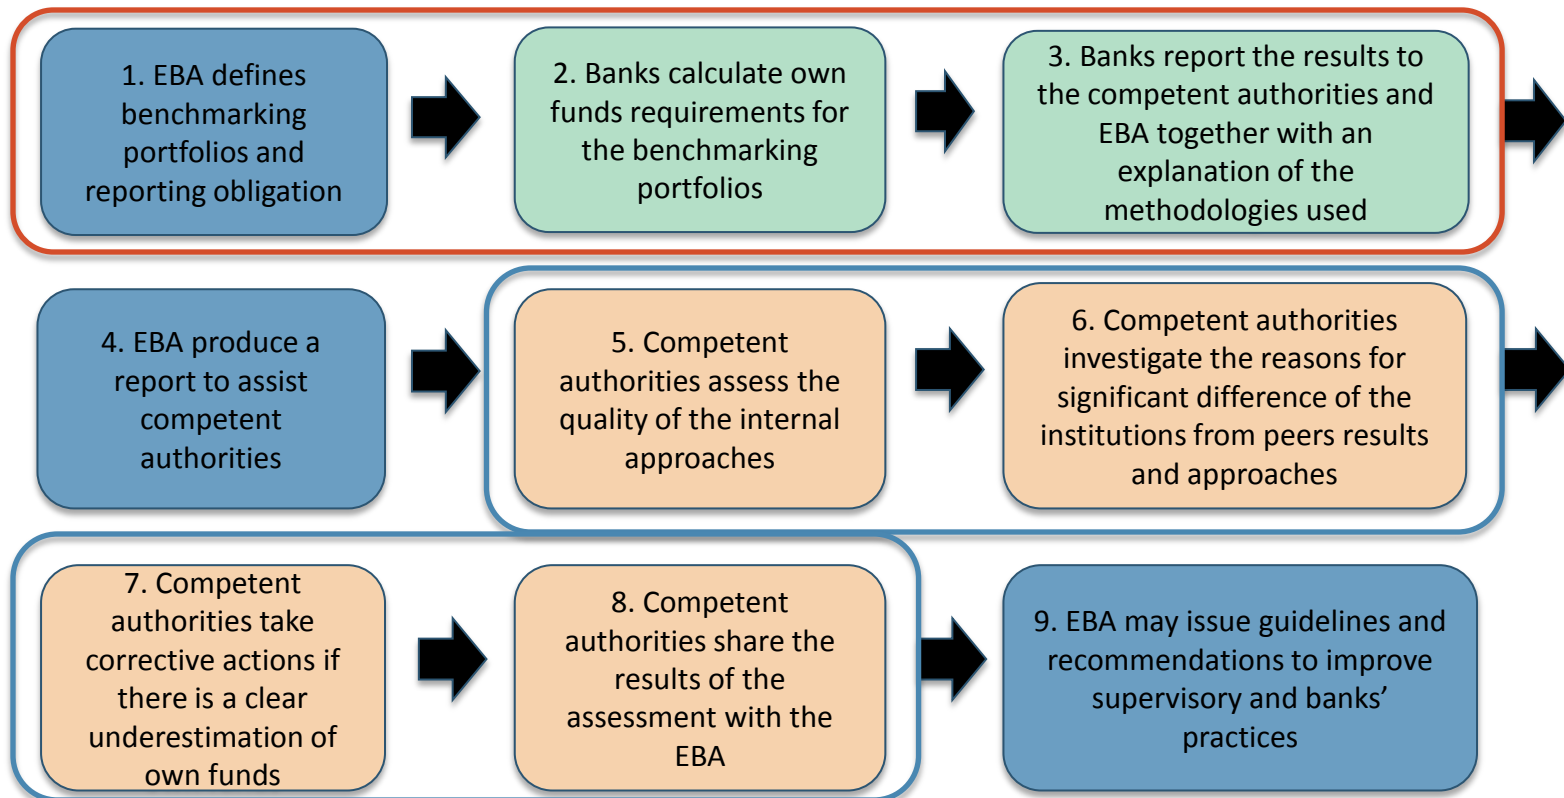 1. EBA defines
benchmarking
portfolios and
reporting obligation
2. Banks calculate own
funds requirements for
the benchmarking
portfolios
3. Banks report the results to
the competent authorities and
EBA together with an
explanation of the
methodologies used
4. EBA produce a
report to assist
competent
authorities
5. Competent
authorities assess the
quality of the internal
approaches
6. Competent authorities
investigate the reasons for
significant difference of the
institutions from peers results
and approaches
7. Competent
authorities take
corrective actions if
there is a clear
underestimation of
own funds
8. Competent
authorities share the
results of the
assessment with the
EBA
9. EBA may issue guidelines and
recommendations to improve
supervisory and banks’
practices